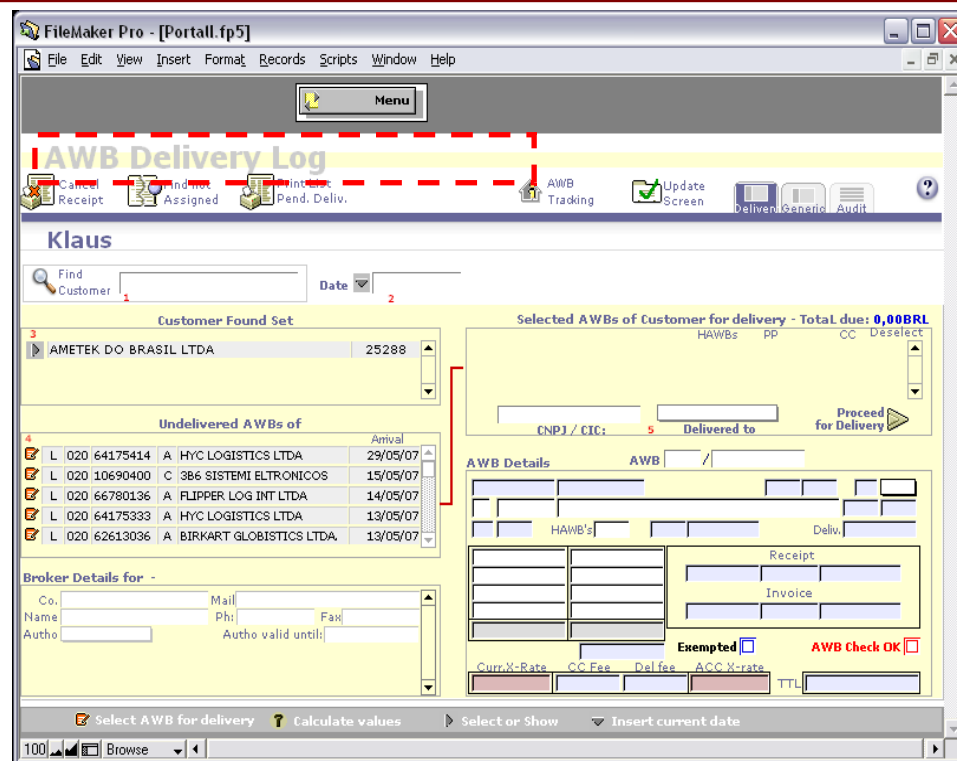 FileMaker Pro - [Portall.fp5]
File Edit View Insert Format Records Scripts Window Help
Menu
AWB Delivery Log
Cancel Receipt
Find not Assigned
Print List Pend. Deliv.
AWB Tracking
Update Screen
Deliveri
Generic
Audit
?
Klaus
Find Customer
1
Date
2
Customer Found Set
3
AMETEK DO BRASIL LTDA 25288
Undelivered AWBs of
4
Arrival
L 020 64175414 A HYC LOGISTICS LTDA 29/05/07
L 020 10690400 C 3B6 SISTEMI ELTRONICOS 15/05/07
L 020 66780136 A FLIPPER LOG INT LTDA 14/05/07
L 020 64175333 A HYC LOGISTICS LTDA 13/05/07
L 020 62613036 A BIRKART GLOBISTICS LTDA. 13/05/07
Broker Details for -
Co. Mail
Name Ph: Fax
Autho Autho valid until:
Selected AWBs of Customer for delivery - TotaL due: 0,00BRL
HAWBs PP CC Deselect
CNPJ / CIC: 5 Delivered to
Proceed for Delivery
AWB Details AWB /
HAWB's Deliv.
Receipt
Invoice
Exempted AWB Check OK
Curr.X-Rate CC Fee Del fee ACC X-rate TTL
Select AWB for delivery ? Calculate values Select or Show Insert current date
100 Browse